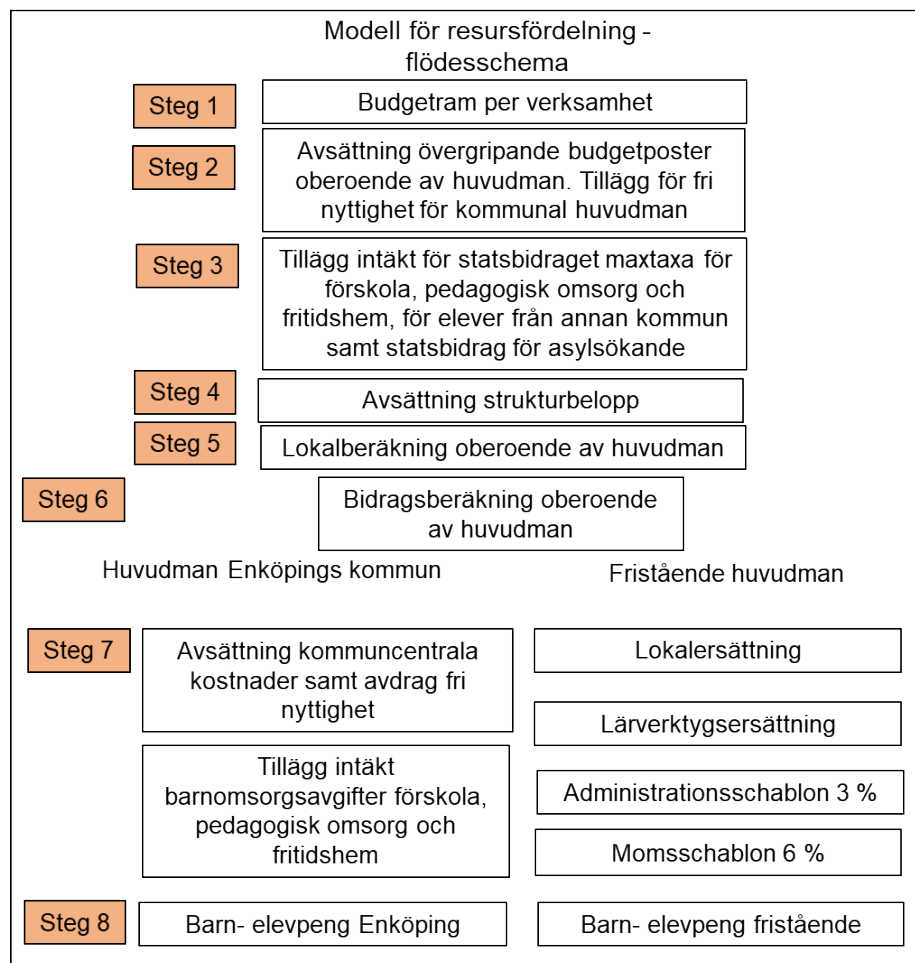 Modell för resursfördelning -
flödesschema
Steg 1
Budgetram per verksamhet
Steg 2
Avsättning övergripande budgetposter
oberoende av huvudman. Tillägg för fri
nyttighet för kommunal huvudman
Steg 3
Tillägg intäkt för statsbidraget maxtaxa för
förskola, pedagogisk omsorg och
fritidshem, för elever från annan kommun
samt statsbidrag för asylsökande
Steg 4
Avsättning strukturbelopp
Steg 5
Lokalberäkning oberoende av huvudman
Steg 6
Bidragsberäkning oberoende
av huvudman
Huvudman Enköpings kommun
Fristående huvudman
Steg 7
Avsättning kommuncentrala
kostnader samt avdrag fri
nyttighet
Tillägg intäkt
barnomsorgsavgifter förskola,
pedagogisk omsorg och
fritidshem
Lokalersättning
Lärverktygsersättning
Administrationsschablon 3 %
Momsschablon 6 %
Steg 8
Barn- elevpeng Enköping
Barn- elevpeng fristående